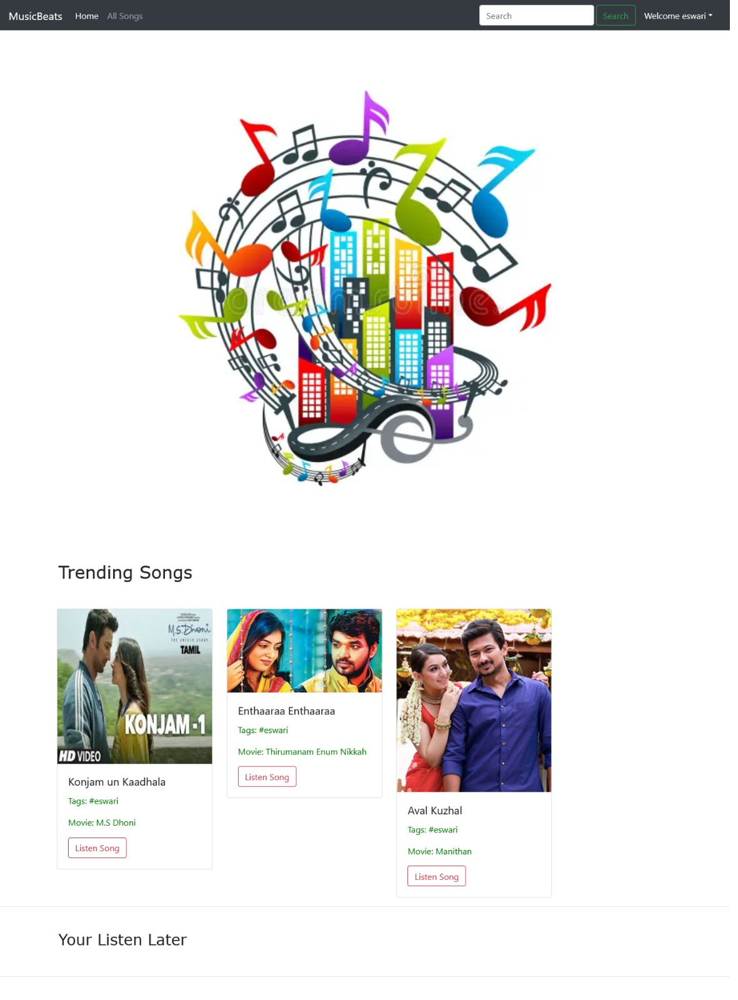 MusicBeats Home All Songs Search Search Welcome eswari
dreamstime.
Trending Songs
M.S.Dhoni
THE UNTOLD STORY
TAMIL
KONJAM -1
HD VIDEO
Konjam un Kaadhala
Tags: #eswari
Movie: M.S Dhoni
Listen Song
Enthaaraa Enthaaraa
Tags: #eswari
Movie: Thirumanam Enum Nikkah
Listen Song
Aval Kuzhal
Tags: #eswari
Movie: Manithan
Listen Song
Your Listen Later